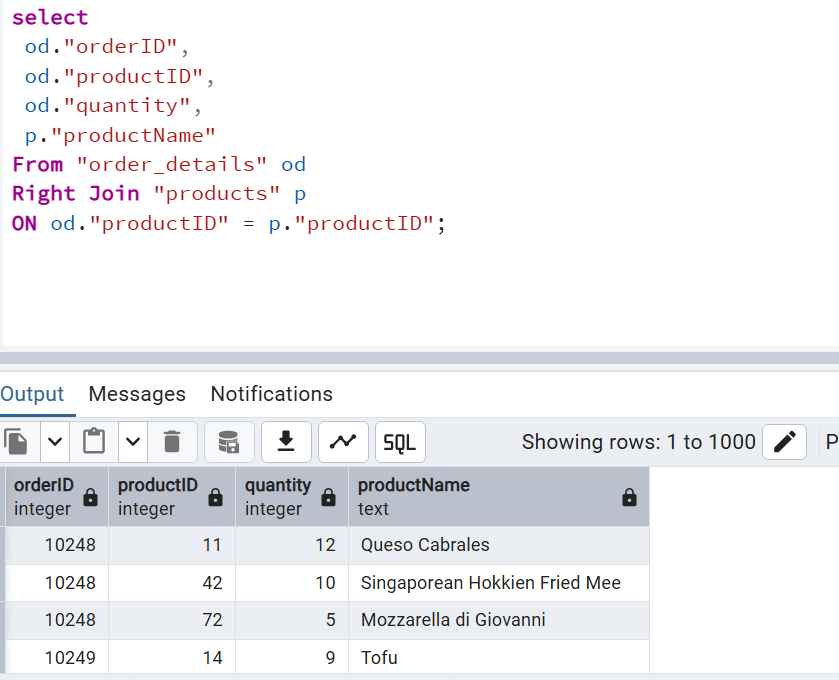 select
od."orderID",
od."productID",
od."quantity",
p."productName"
From "order_details" od
Right Join "products" p
ON od."productID" = p."productID";
Output Messages Notifications
SQL Showing rows: 1 to 1000 P
orderID productID quantity productName
integer integer integer text
10248 11 12 Queso Cabrales
10248 42 10 Singaporean Hokkien Fried Mee
10248 72 5 Mozzarella di Giovanni
10249 14 9 Tofu